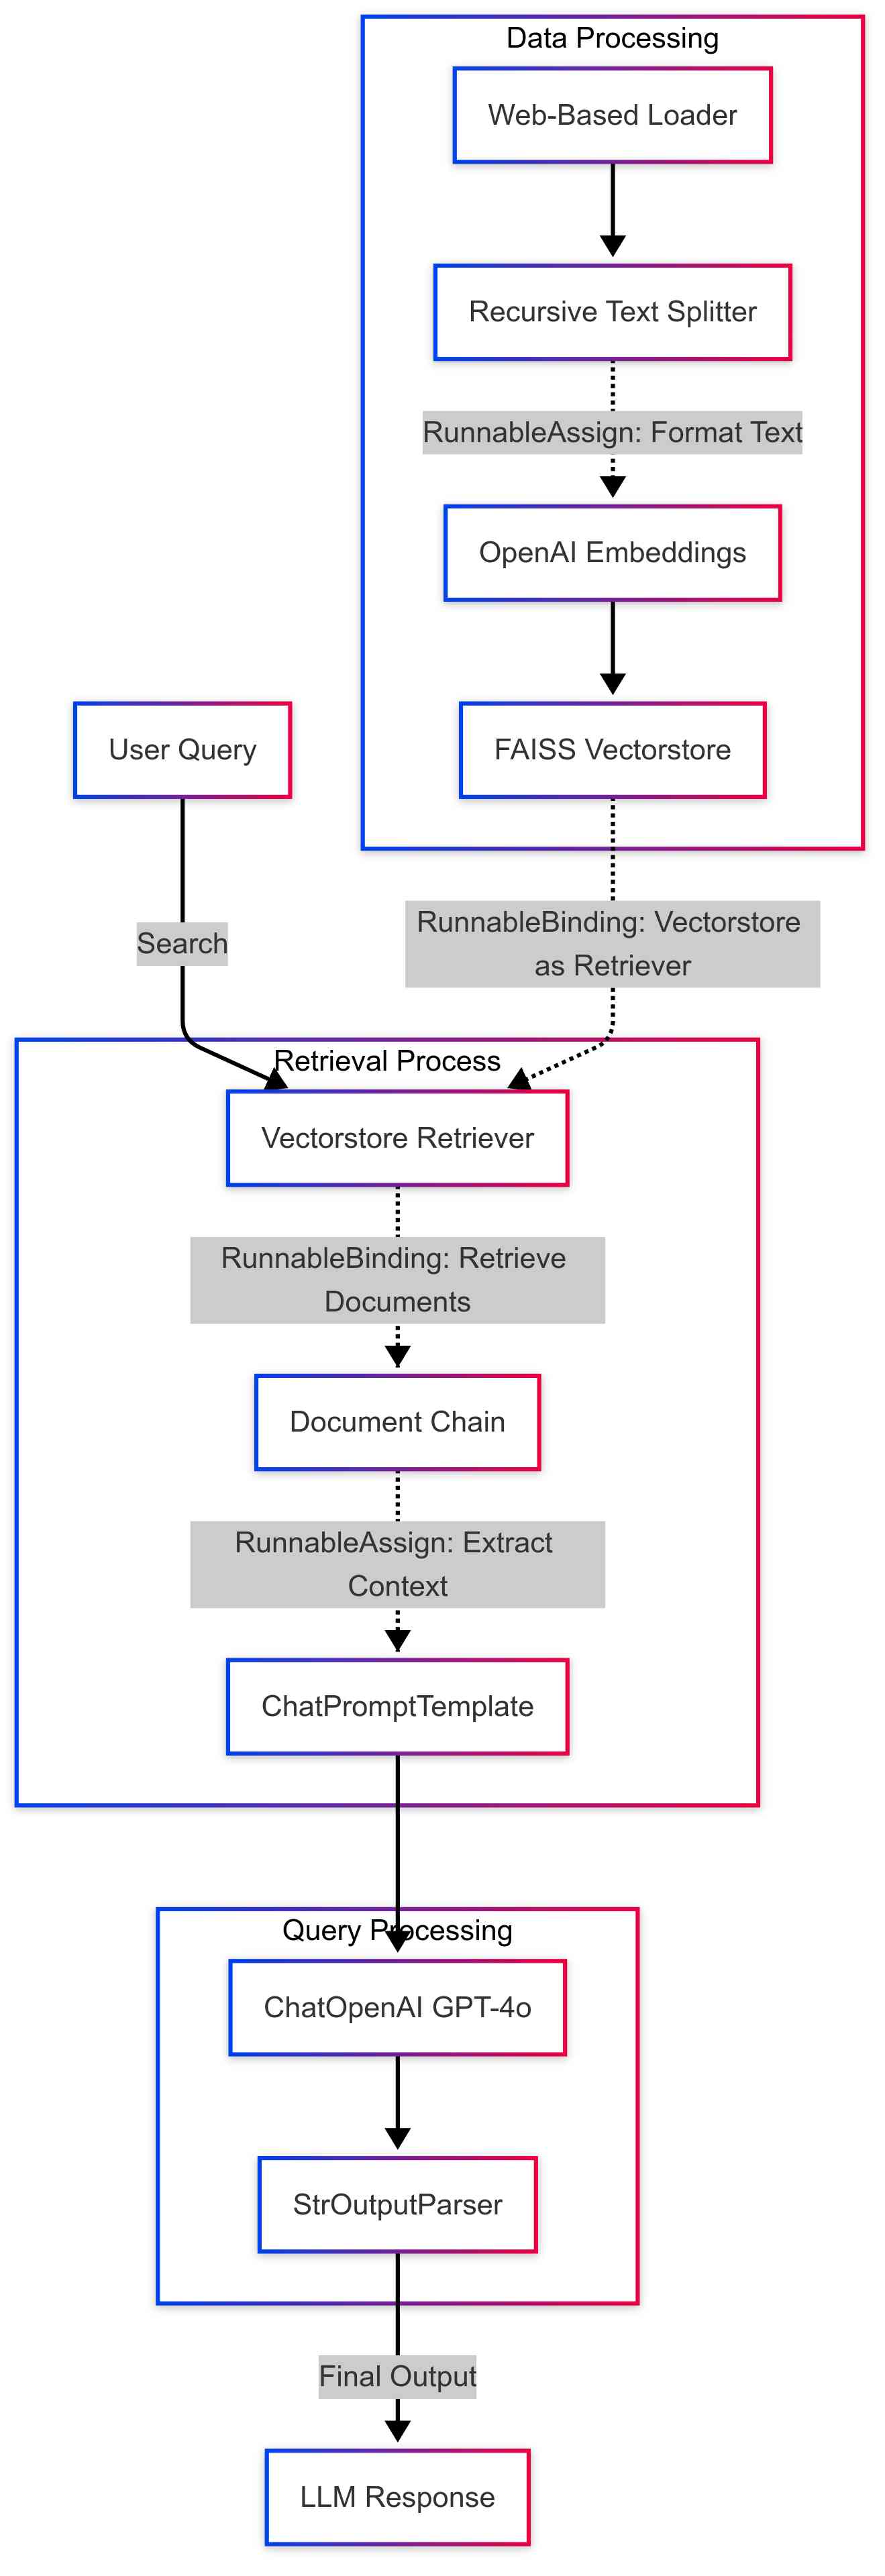 Data Processing
Web-Based Loader
Recursive Text Splitter
RunnableAssign: Format Text
OpenAI Embeddings
User Query
FAISS Vectorstore
Search
RunnableBinding: Vectorstore
as Retriever
Retrieval Process
Vectorstore Retriever
RunnableBinding: Retrieve
Documents
Document Chain
RunnableAssign: Extract
Context
ChatPromptTemplate
Query Processing
ChatOpenAI GPT-4o
StrOutputParser
Final Output
LLM Response